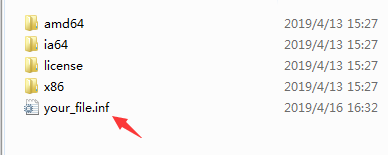 amd64 2019/4/13 15:27
ia64 2019/4/13 15:27
license 2019/4/13 15:27
x86 2019/4/13 15:27
your_file.inf 2019/4/16 16:32